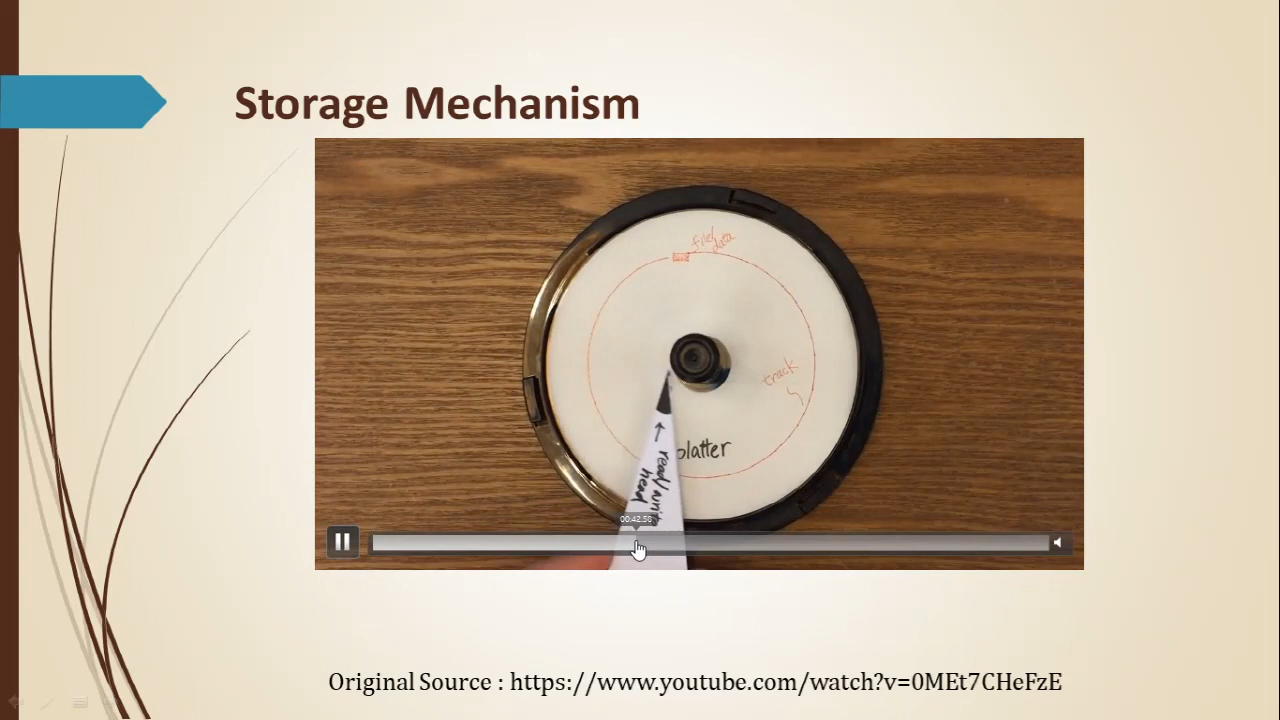 Storage Mechanism
file/
data
track
platter
← read/write
head
00:42.58
Original Source : https://www.youtube.com/watch?v=0MEt7CHeFzE